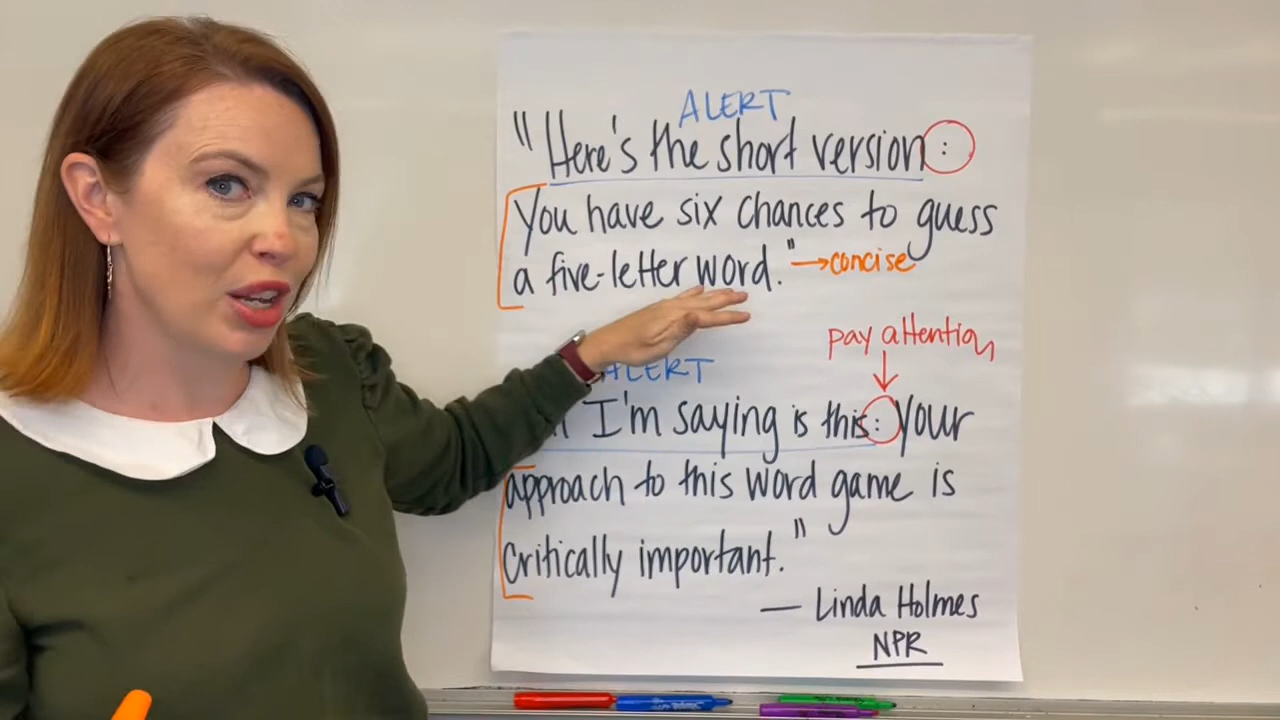 ALERT
"Here's the short version:
You have six chances to guess
a five-letter word." → concise
pay attention
ALERT
I'm saying is this: Your
approach to this word game is
critically important."
— Linda Holmes
NPR